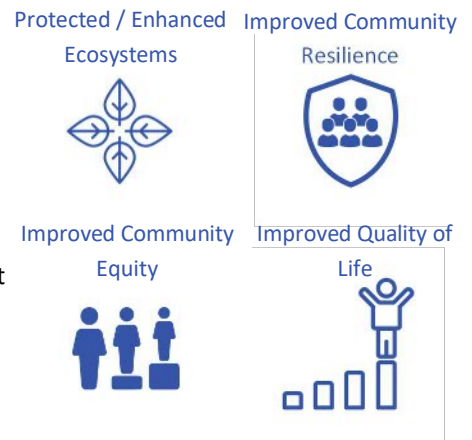 Protected / Enhanced
Ecosystems
Improved Community
Resilience
Improved Community
Equity
Improved Quality of
Life
t